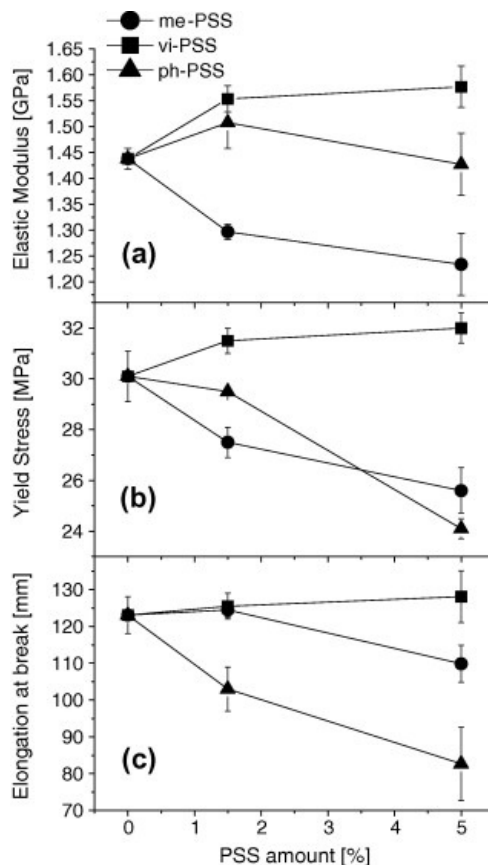 me-PSS
vi-PSS
ph-PSS
Elastic Modulus [GPa]
1.65
1.60
1.55
1.50
1.45
1.40
1.35
1.30
1.25
1.20
(a)
Yield Stress [MPa]
32
30
28
26
24
(b)
Elongation at break [mm]
130
120
110
100
90
80
70
(c)
0 1 2 3 4 5
PSS amount [%]